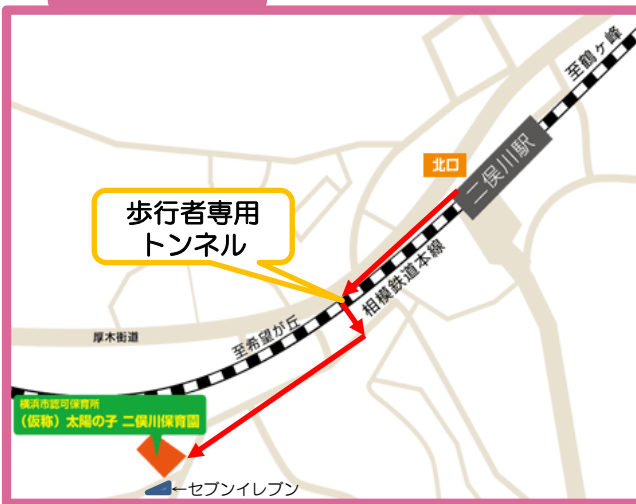 至鶴ヶ峰
二俣川駅
北口
歩行者専用
トンネル
相模鉄道本線
至希望が丘
厚木街道
横浜市認可保育所
(仮称)太陽の子 二俣川保育園
←セブンイレブン